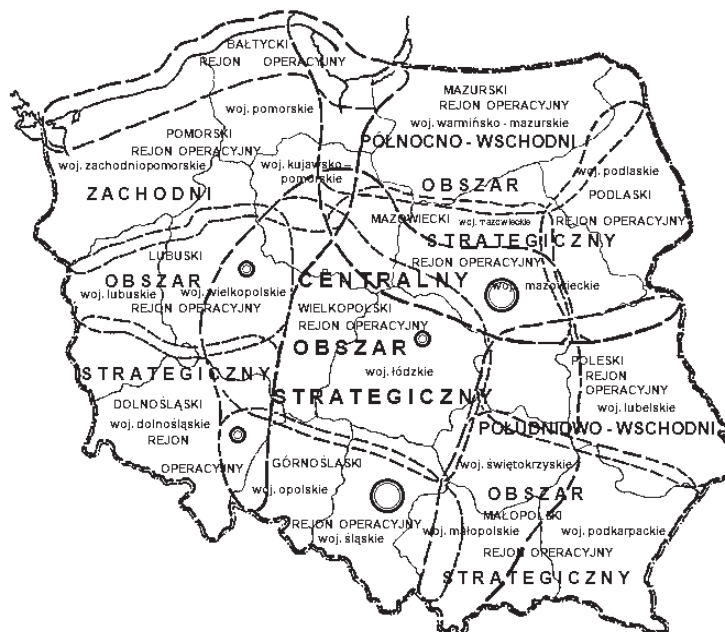 BAŁTYCKI
REJON OPERACYJNY
MAZURSKI
REJON OPERACYJNY
woj. pomorskie
woj. warmińsko - mazurskie
POMORSKI
PÓŁNOCNO - WSCHODNI
REJON OPERACYJNY
woj. zachodniopomorskie
woj. kujawsko –
pomorskie
woj. podlaskie
ZACHODNI
OBSZAR
PODLASKI
MAZOWIECKI
woj. mazowieckie
REJON OPERACYJNY
STRATEGICZNY
LUBUSKI
REJON OPERACYJNY
OBSZAR
CENTRALNY
woj. lubuskie
woj. wielkopolskie
woj. mazowieckie
REJON OPERACYJNY
WIELKOPOLSKI
REJON OPERACYJNY
OBSZAR
POLESKI
REJON
OPERACYJNY
STRATEGICZNY
woj. łódzkie
STRATEGICZNY
woj. lubelskie
DOLNOŚLĄSKI
woj. dolnośląskie
REJON
OPERACYJNY
POŁUDNIOWO - WSCHODNI
GÓRNOŚLĄSKI
woj. świętokrzyskie
woj. opolskie
OBSZAR
MAŁOPOLSKI
REJON OPERACYJNY
woj. śląskie
woj. małopolskie
woj. podkarpackie
REJON OPERACYJNY
STRATEGICZNY